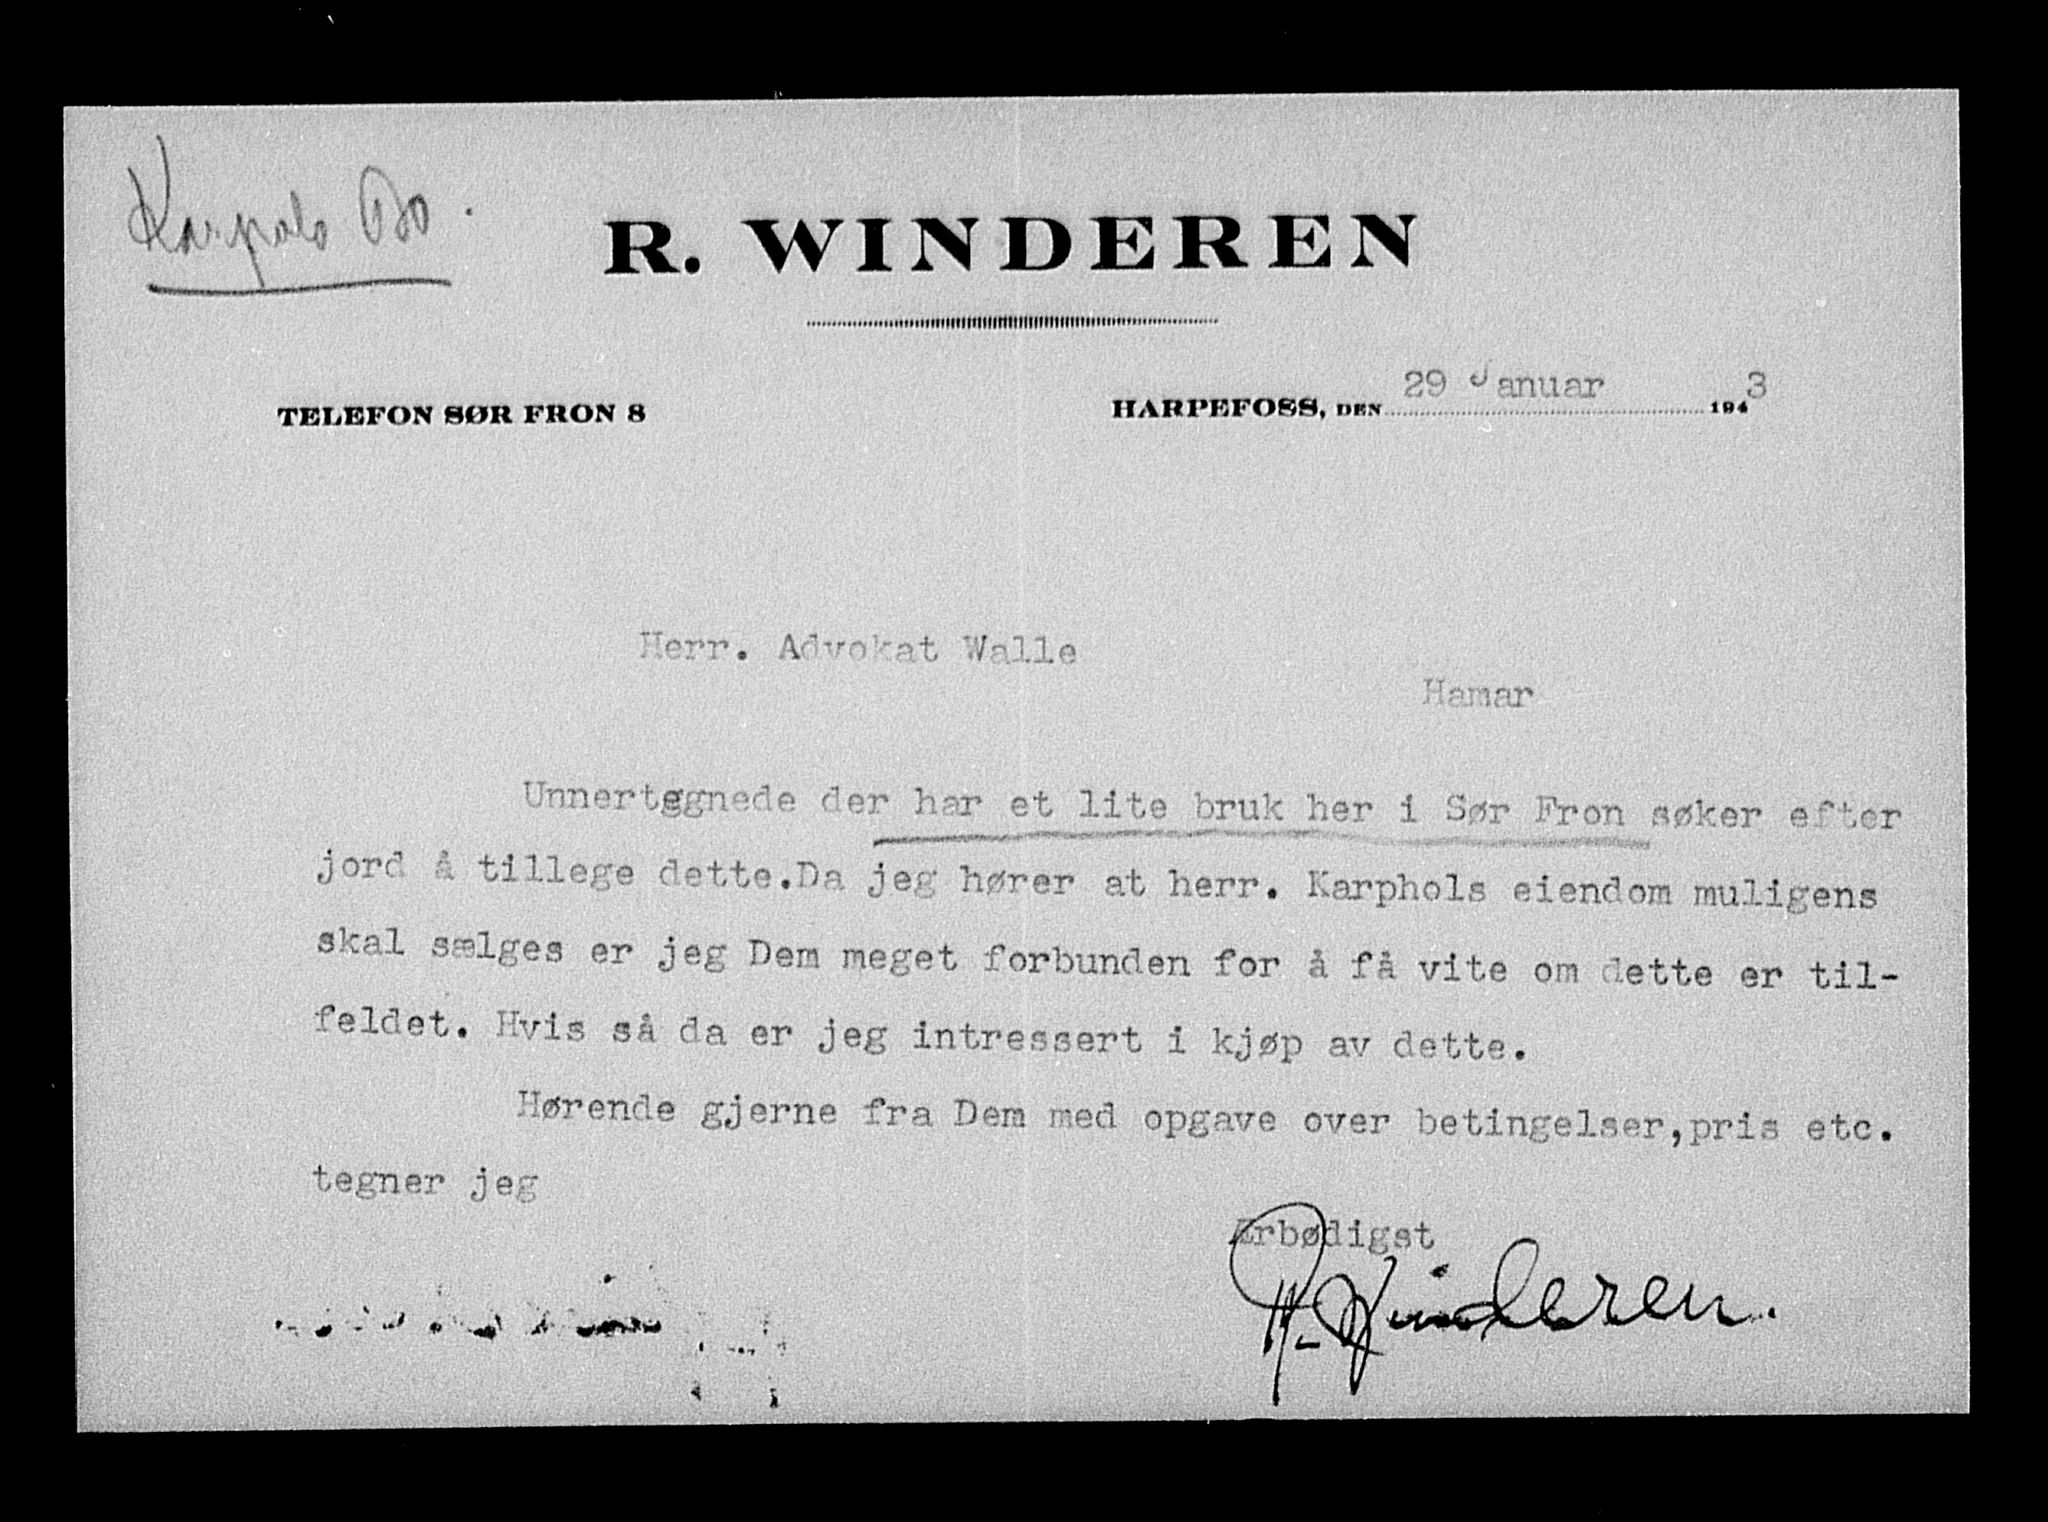 R. WINDEREN
TELEFON SØR FRON 8
HARPEFOSS, DEN 29 Januar 1943
Herr. Advokat Walle
Hamar
Unnerteggnede der har et lite bruk her i Sør Fron søker efter
jord å tillege dette.Da jeg hører at herr. Karphols eiendom muligens
skal sælges er jeg Dem meget forbunden for å få vite om dette er til-
feldet. Hvis så da er jeg intressert i kjøp av dette.
Hørende gjerne fra Dem med opgave over betingelser,pris etc.
tegner jeg
Ærbødigst
R. Winderen.